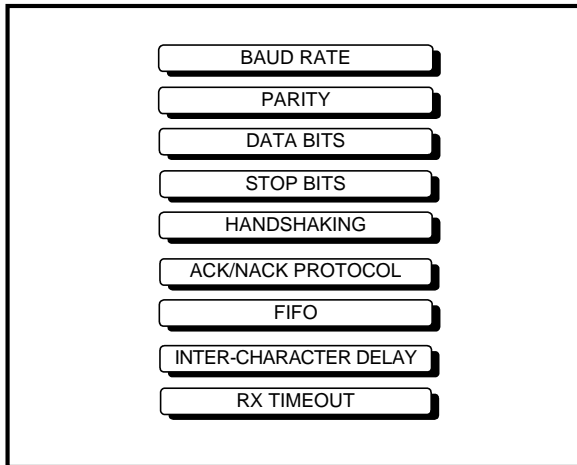 BAUD RATE
PARITY
DATA BITS
STOP BITS
HANDSHAKING
ACK/NACK PROTOCOL
FIFO
INTER-CHARACTER DELAY
RX TIMEOUT